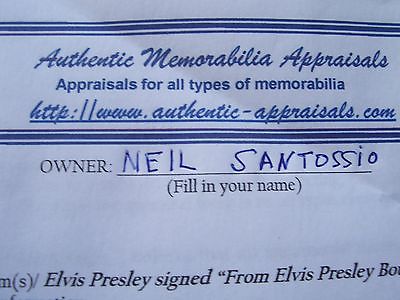 Authentic Memorabilia Appraisals
Appraisals for all types of memorabilia
http://www.authentic-appraisals.com
OWNER: NEIL SANTOSSIO
(Fill in your name)
m(s)/ Elvis Presley signed "From Elvis Presley Bou